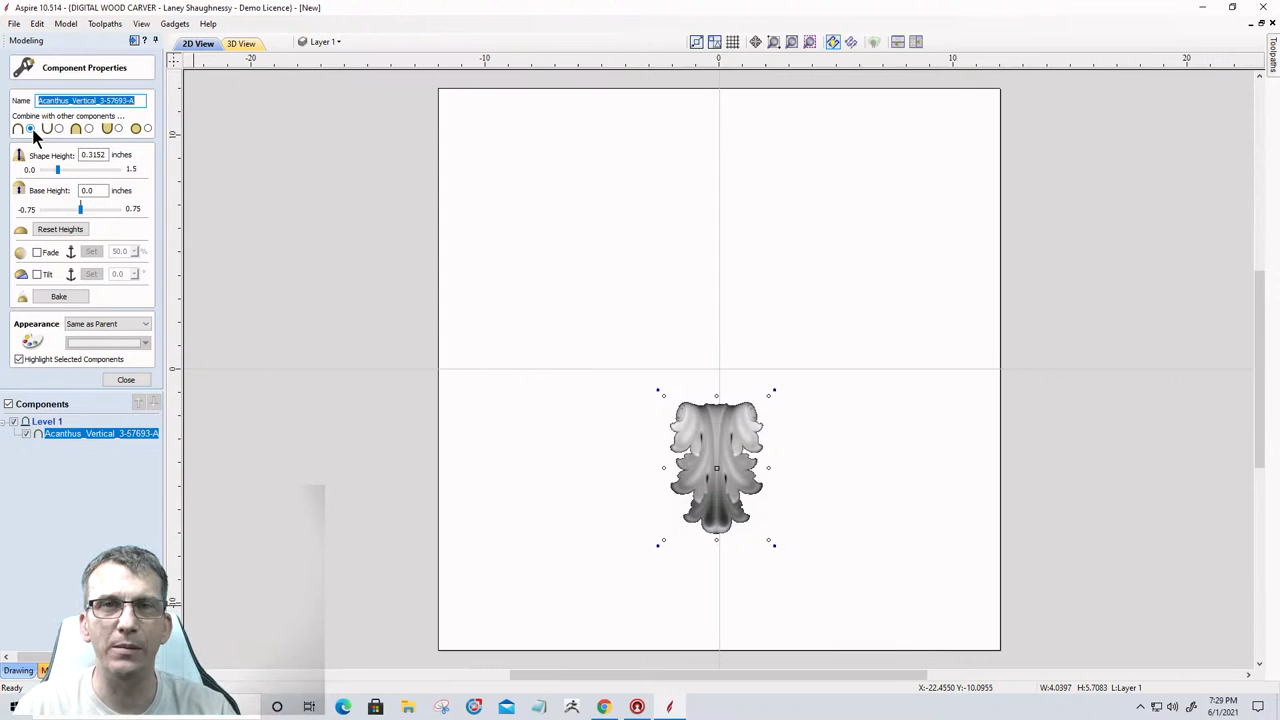 Aspire 10.514 - (DIGITAL WOOD CARVER - Laney Shaughnessy - Demo Licence) - [New]
File Edit Model Toolpaths View Gadgets Help
Modeling
2D View 3D View Layer 1
Component Properties
-20 -10 0 10 20
Name Acanthus_Vertical_3-57693-A
Combine with other components ...
Shape Height: 0.3152 inches
0.0 1.5
Base Height: 0.0 inches
-0.75 0.75
Reset Heights
Fade Set 50.0 %
Tilt Set 0.0 °
Bake
Appearance Same as Parent
Highlight Selected Components
Close
Components
Level 1
Acanthus_Vertical_3-57693-A
10
0
Toolpaths
Drawing
Ready
X:-22.4550 Y:-10.0955 W:4.0397 H:5.7083 L:Layer 1
7:29 PM
6/1/2021